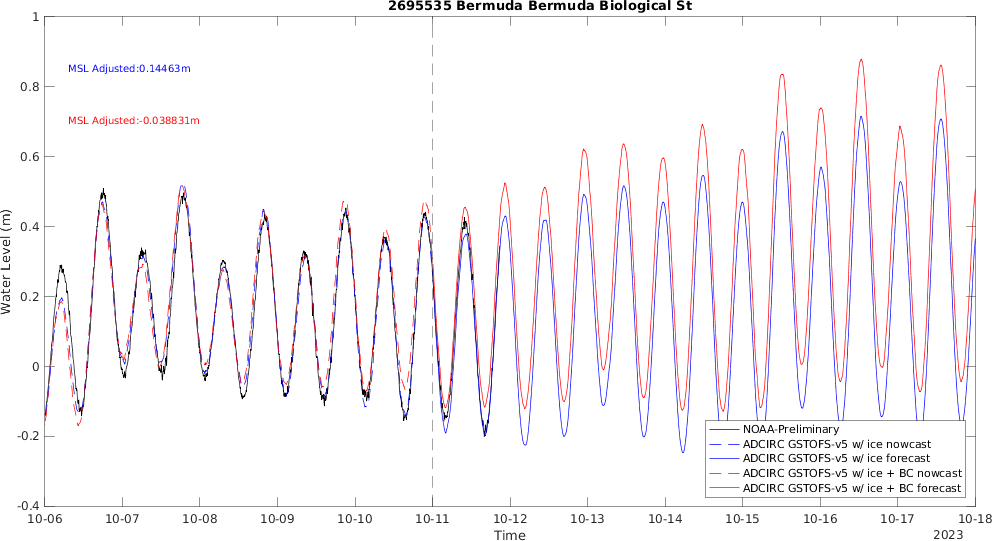 2695535 Bermuda Bermuda Biological St
MSL Adjusted:0.14463m
MSL Adjusted:-0.038831m
Water Level (m)
1
0.8
0.6
0.4
0.2
0
-0.2
-0.4
NOAA-Preliminary
ADCIRC GSTOFS-v5 w/ ice nowcast
ADCIRC GSTOFS-v5 w/ ice forecast
ADCIRC GSTOFS-v5 w/ ice + BC nowcast
ADCIRC GSTOFS-v5 w/ ice + BC forecast
10-06 10-07 10-08 10-09 10-10 10-11 10-12 10-13 10-14 10-15 10-16 10-17 10-18
Time
2023